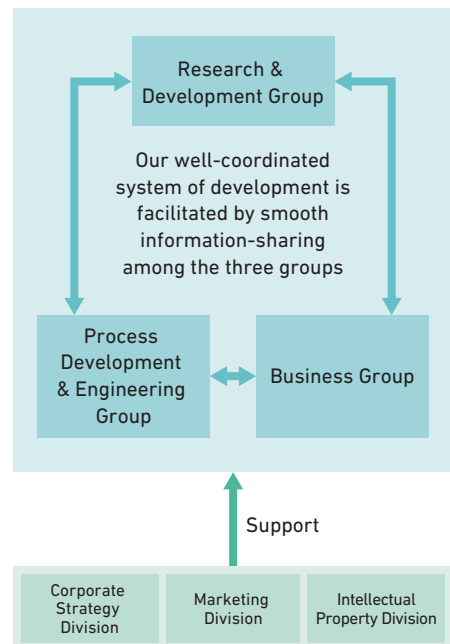 Research &
Development Group
Our well-coordinated
system of development is
facilitated by smooth
information-sharing
among the three groups
Process
Development
& Engineering
Group
Business Group
Support
Corporate
Strategy
Division
Marketing
Division
Intellectual
Property Division